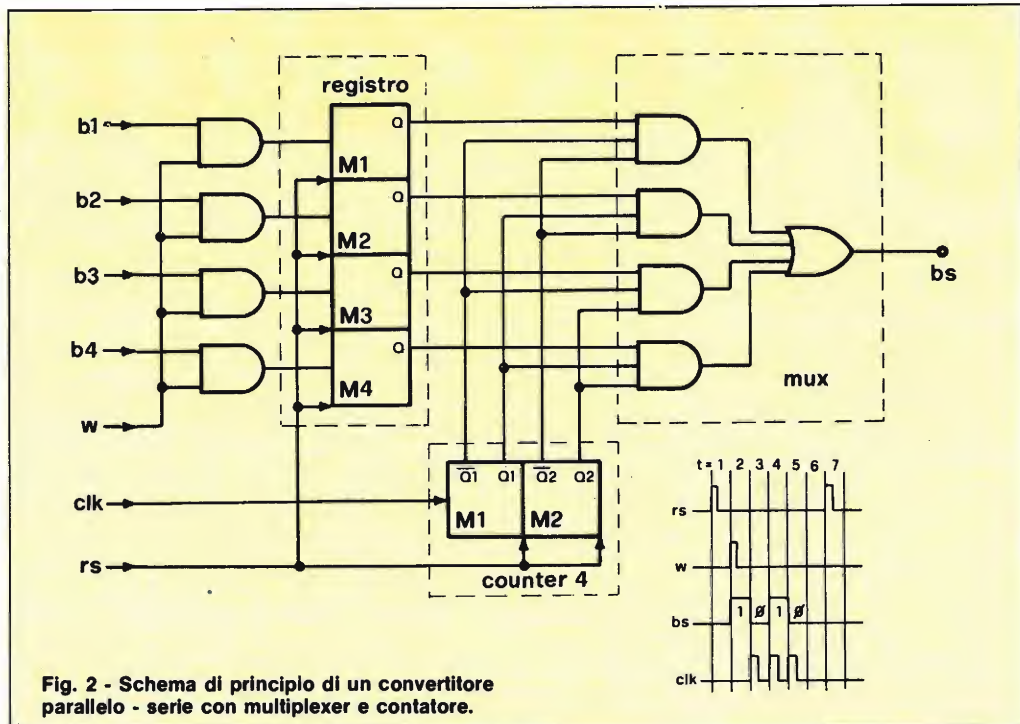 registro
b1
b2
b3
b4
w
clk
rs
Q
M1
Q
M2
Q
M3
Q
M4
mux
bs
Q̅1 Q1 Q̅2 Q2
M1 M2
counter 4
t = 1 2 3 4 5 6 7
rs
w
bs 1 Ø 1 Ø
clk
Fig. 2 - Schema di principio di un convertitore
parallelo - serie con multiplexer e contatore.